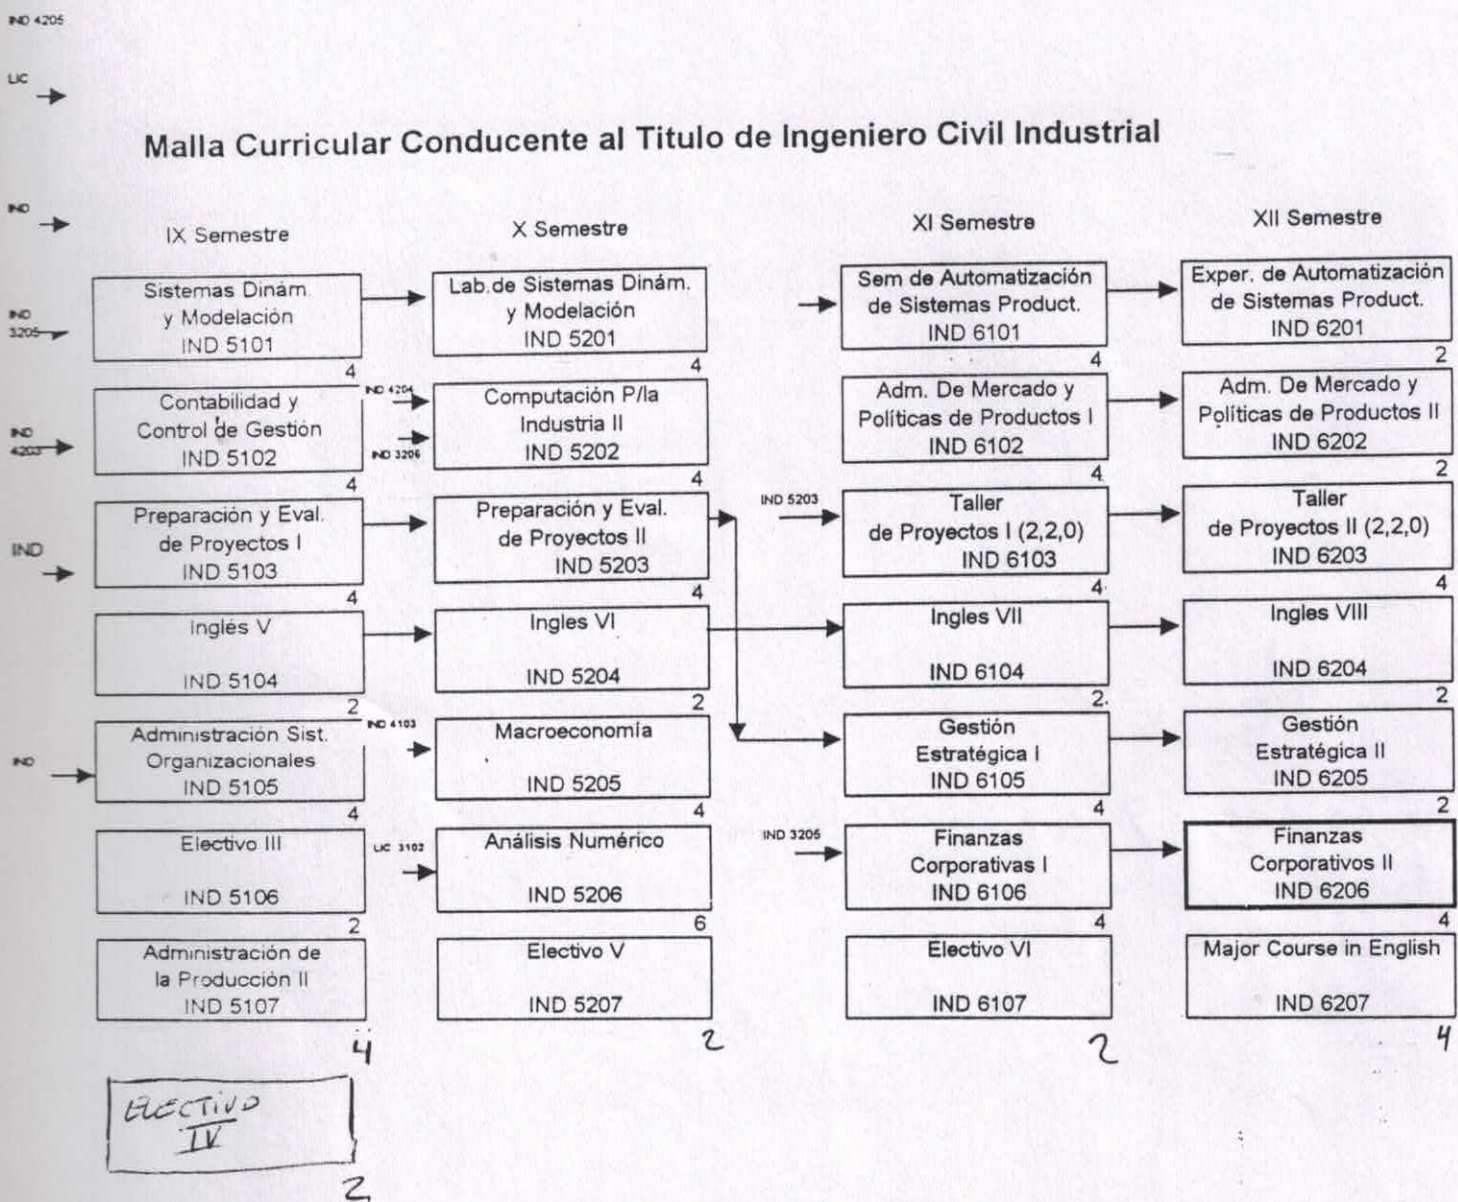 IND 4205
LIC
Malla Curricular Conducente al Titulo de Ingeniero Civil Industrial
IND
IX Semestre
X Semestre
XI Semestre
XII Semestre
IND
3205
Sistemas Dinám.
y Modelación
IND 5101
4
Lab.de Sistemas Dinám.
y Modelación
IND 5201
4
Sem de Automatización
de Sistemas Product.
IND 6101
4
Exper. de Automatización
de Sistemas Product.
IND 6201
2
IND
4203
Contabilidad y
Control de Gestión
IND 5102
4
IND 4204
IND 3206
Computación P/la
Industria II
IND 5202
4
Adm. De Mercado y
Políticas de Productos I
IND 6102
4
Adm. De Mercado y
Políticas de Productos II
IND 6202
2
IND
Preparación y Eval.
de Proyectos I
IND 5103
4
Preparación y Eval.
de Proyectos II
IND 5203
4
IND 5203
Taller
de Proyectos I (2,2,0)
IND 6103
4
Taller
de Proyectos II (2,2,0)
IND 6203
4
Inglés V
IND 5104
2
Ingles VI
IND 5204
2
Ingles VII
IND 6104
2
Ingles VIII
IND 6204
2
IND
Administración Sist.
Organizacionales
IND 5105
4
IND 4103
Macroeconomía
IND 5205
4
Gestión
Estratégica I
IND 6105
4
Gestión
Estratégica II
IND 6205
2
Electivo III
IND 5106
2
LIC 3102
Análisis Numérico
IND 5206
6
IND 3205
Finanzas
Corporativas I
IND 6106
4
Finanzas
Corporativos II
IND 6206
4
Administración de
la Producción II
IND 5107
4
Electivo V
IND 5207
2
Electivo VI
IND 6107
2
Major Course in English
IND 6207
4
ELECTIVO
IV
2